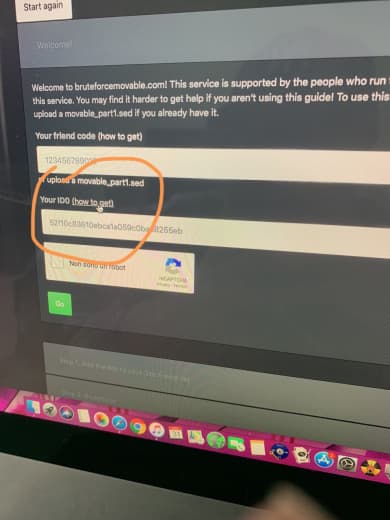 Start again
Welcome!
Welcome to bruteforcemovable.com! This service is supported by the people who run
this service. You may find it harder to get help if you aren't using this guide! To use this
upload a movable_part1.sed if you already have it.
Your friend code (how to get)
upload a movable_part1.sed
Your ID0 (how to get)
Non sono un robot
reCAPTCHA
Privacy - Termini
Go